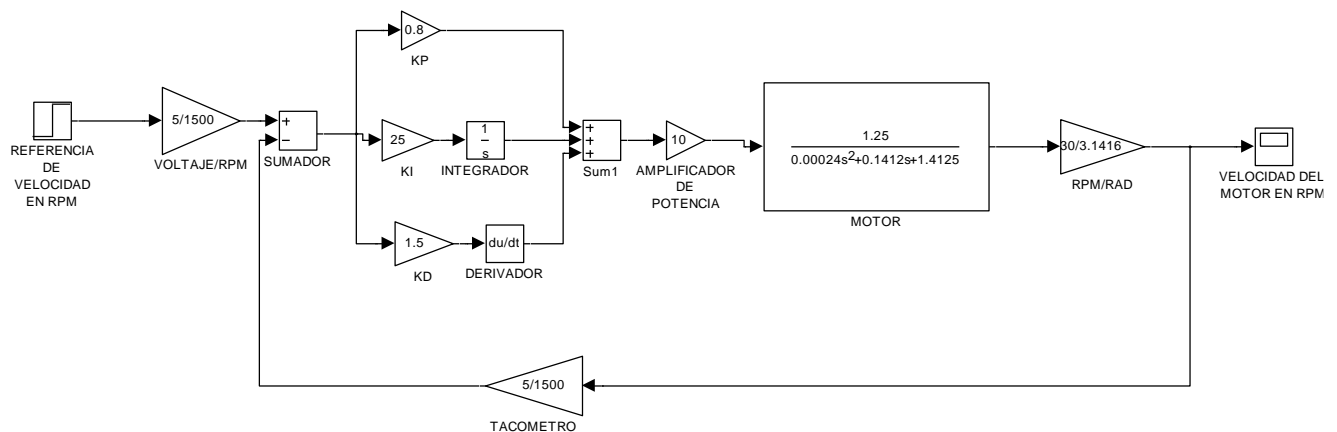 REFERENCIA
DE
VELOCIDAD
EN RPM
5/1500
VOLTAJE/RPM
+
−
SUMADOR
0.8
KP
25
KI
1
s
INTEGRADOR
1.5
KD
du/dt
DERIVADOR
+
+
+
Sum1
10
AMPLIFICADOR
DE
POTENCIA
1.25
0.00024s²+0.1412s+1.4125
MOTOR
30/3.1416
RPM/RAD
VELOCIDAD DEL
MOTOR EN RPM
5/1500
TACOMETRO